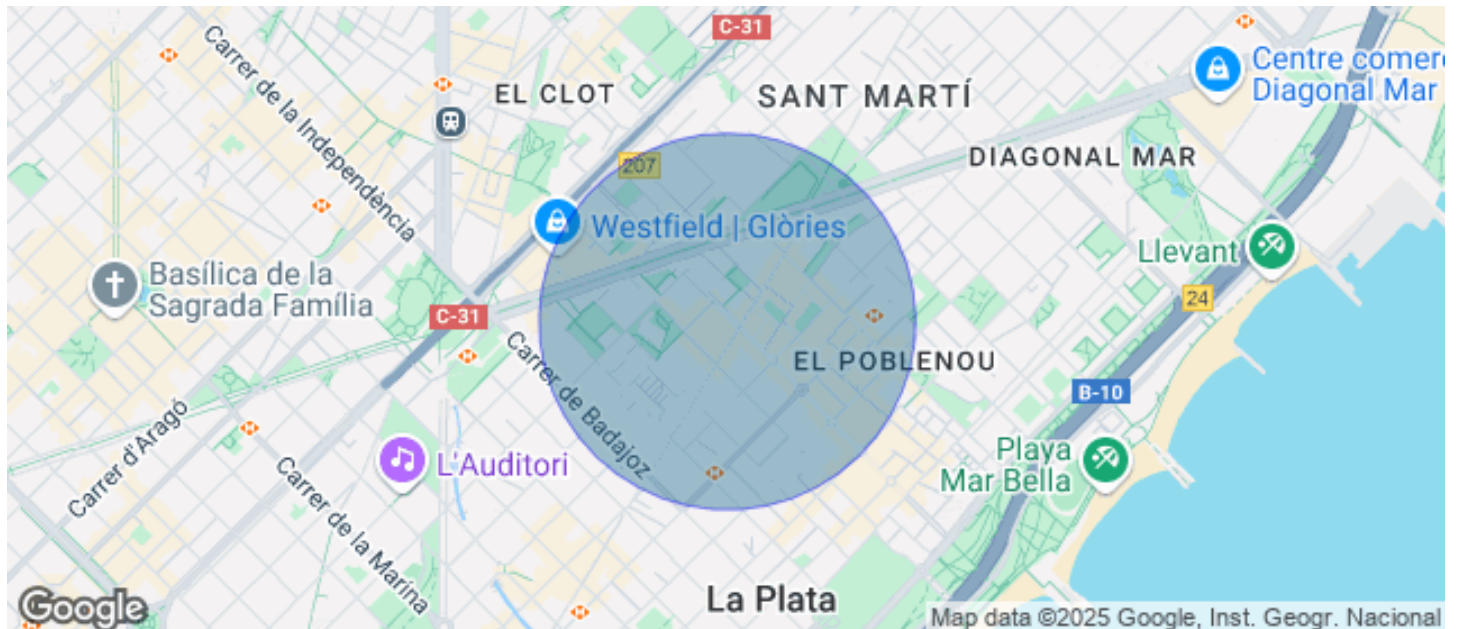 C-31
Centre comer
Diagonal Mar
EL CLOT
SANT MARTÍ
Carrer de la Independència
207
DIAGONAL MAR
Westfield | Glòries
Llevant
Basílica de la
Sagrada Família
24
C-31
Carrer de Badajoz
EL POBLENOU
B-10
Carrer d'Aragó
L'Auditori
Playa
Mar Bella
Carrer de la Marina
La Plata
Google
Map data ©2025 Google, Inst. Geogr. Nacional